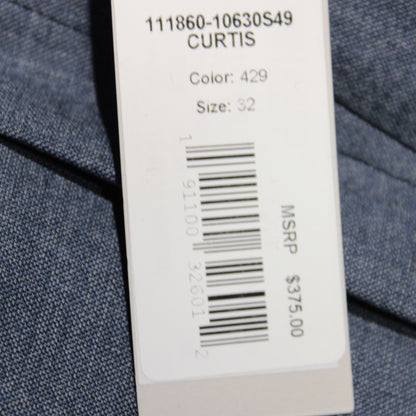 111860-10630S49
CURTIS
Color: 429
Size: 32
1 91100 32601 2
MSRP $375.00